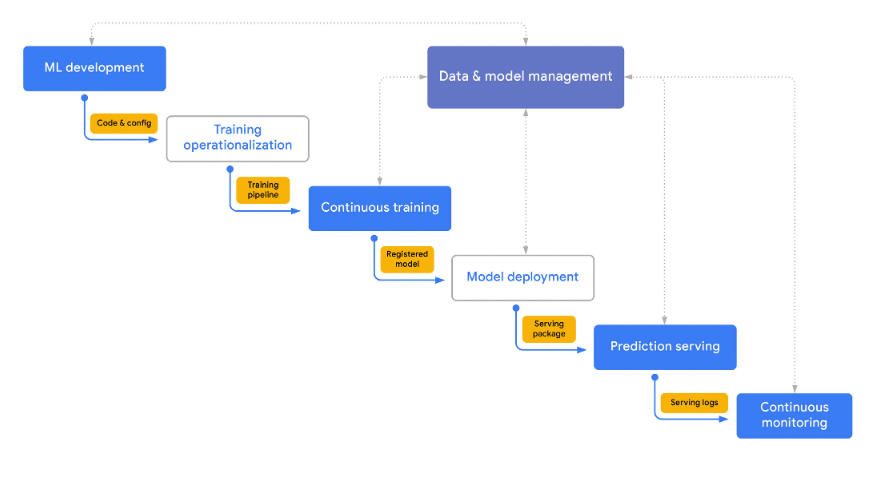 ML development
Data & model management
Code & config
Training
operationalization
Training
pipeline
Continuous training
Registered
model
Model deployment
Serving
package
Prediction serving
Serving logs
Continuous
monitoring